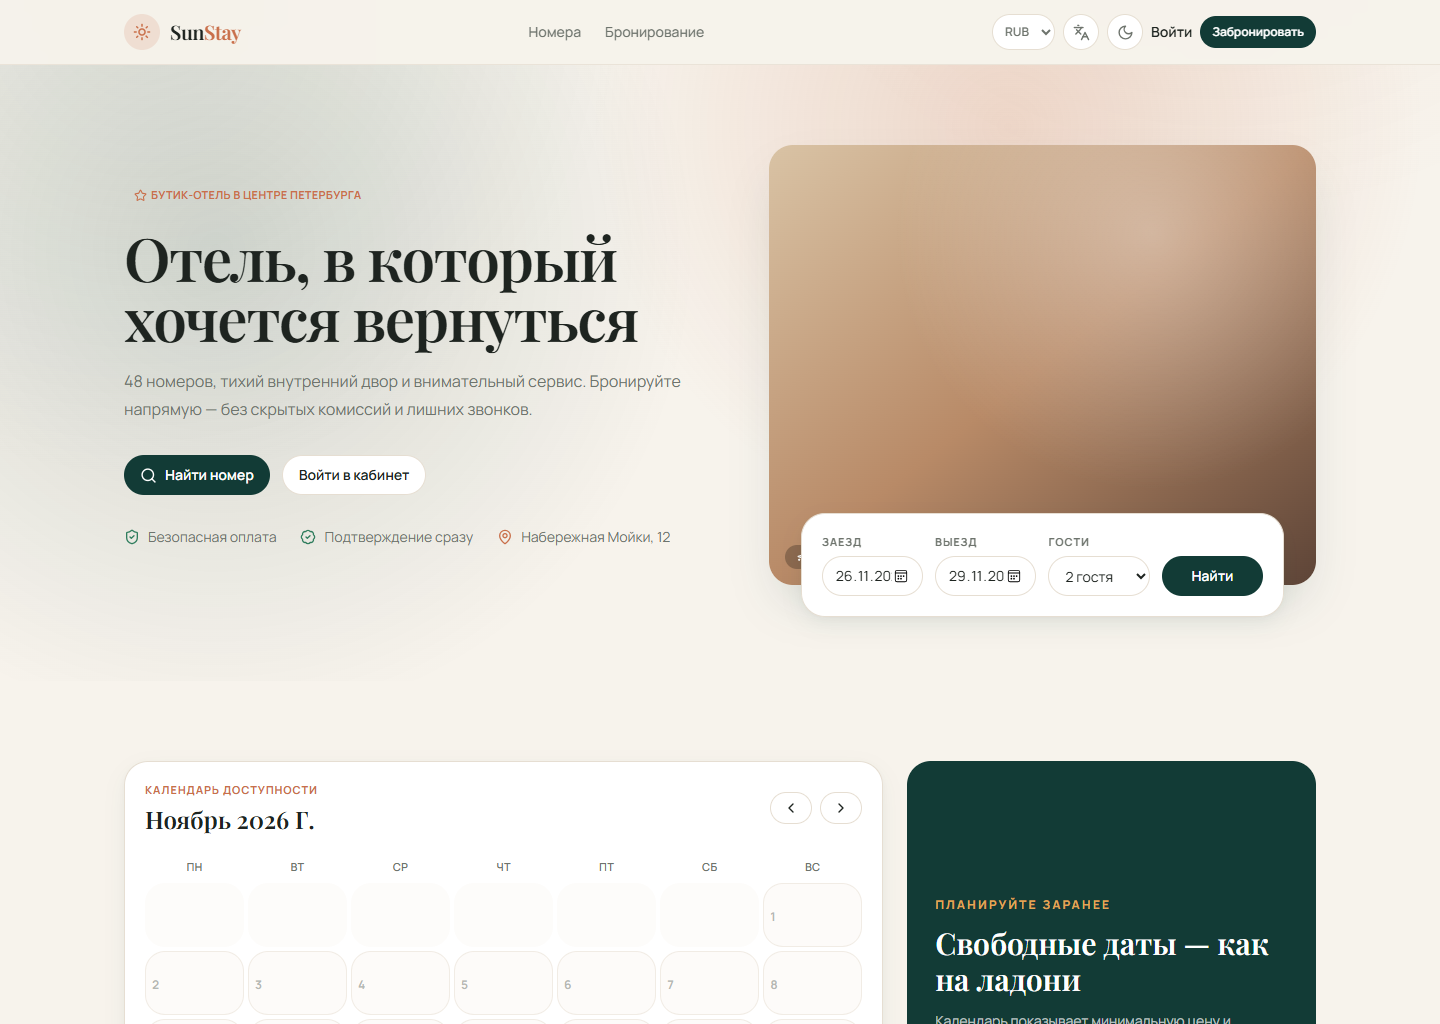 SunStay
Номера
Бронирование
RUB
Войти
Забронировать
БУТИК-ОТЕЛЬ В ЦЕНТРЕ ПЕТЕРБУРГА
Отель, в который
хочется вернуться
48 номеров, тихий внутренний двор и внимательный сервис. Бронируйте
напрямую — без скрытых комиссий и лишних звонков.
Найти номер
Войти в кабинет
Безопасная оплата
Подтверждение сразу
Набережная Мойки, 12
ЗАЕЗД
ВЫЕЗД
ГОСТИ
26.11.20
29.11.20
2 гостя
Найти
КАЛЕНДАРЬ ДОСТУПНОСТИ
Ноябрь 2026 Г.
ПН ВТ СР ЧТ ПТ СБ ВС
1
2 3 4 5 6 7 8
ПЛАНИРУЙТЕ ЗАРАНЕЕ
Свободные даты — как
на ладони
Календарь показывает минимальную цену и